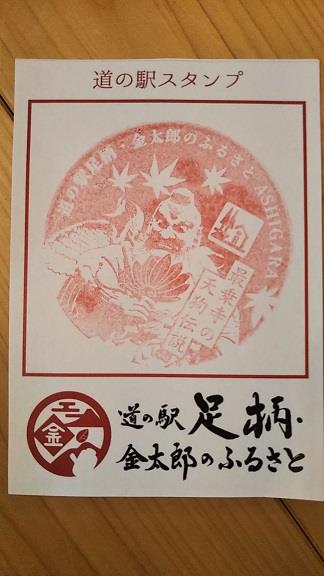 道の駅スタンプ
道の駅足柄・金太郎のふるさと ASHIGARA
金
最乗寺の
天狗伝説
金
道の駅 足柄・
金太郎のふるさと